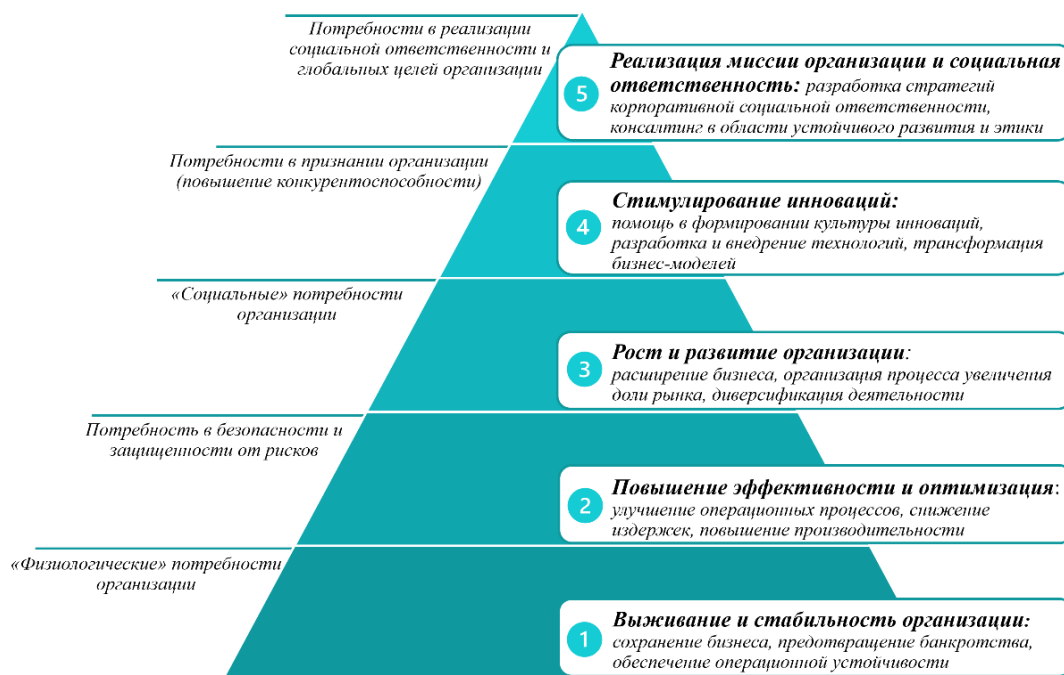 Потребности в реализации
социальной ответственности и
глобальных целей организации
5
Реализация миссии организации и социальная
ответственность: разработка стратегий
корпоративной социальной ответственности,
консалтинг в области устойчивого развития и этики
Потребности в признании организации
(повышение конкурентоспособности)
4
Стимулирование инноваций:
помощь в формировании культуры инноваций,
разработка и внедрение технологий, трансформация
бизнес-моделей
«Социальные» потребности
организации
3
Рост и развитие организации:
расширение бизнеса, организация процесса увеличения
доли рынка, диверсификация деятельности
Потребность в безопасности и
защищенности от рисков
2
Повышение эффективности и оптимизация:
улучшение операционных процессов, снижение
издержек, повышение производительности
«Физиологические» потребности
организации
1
Выживание и стабильность организации:
сохранение бизнеса, предотвращение банкротства,
обеспечение операционной устойчивости